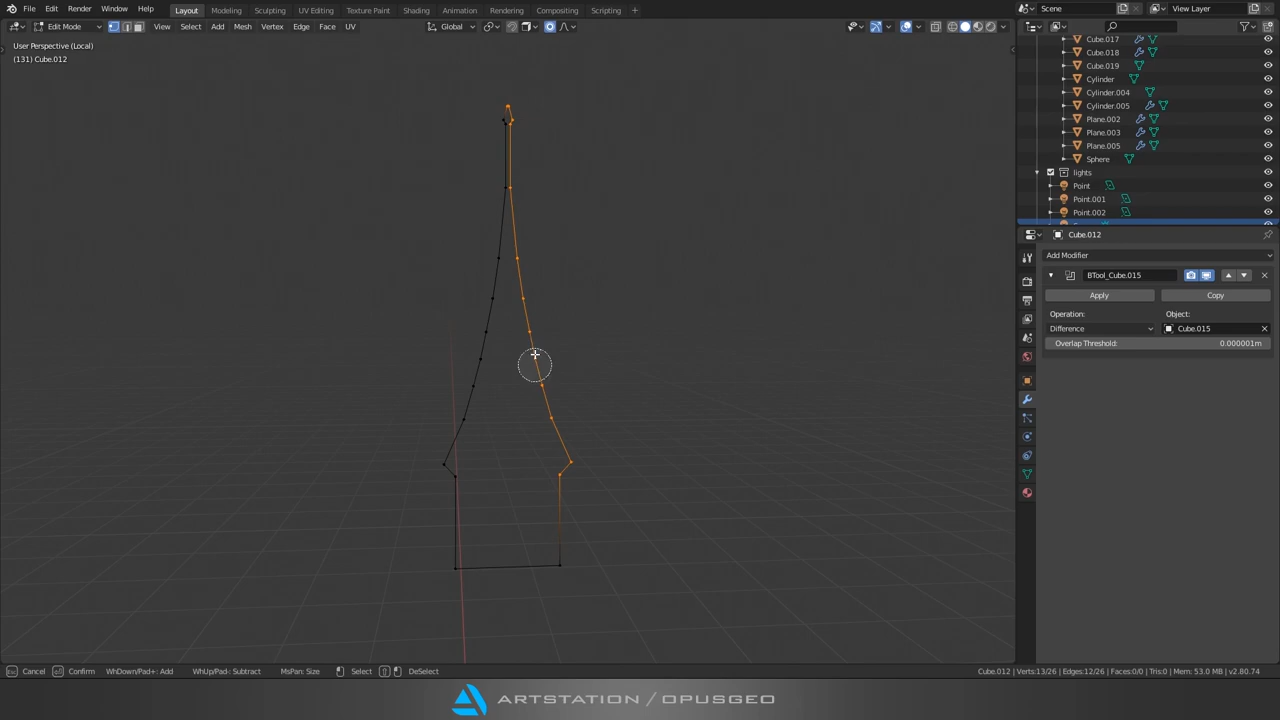 File Edit Render Window Help Layout Modeling Sculpting UV Editing Texture Paint Shading Animation Rendering Compositing Scripting Scene View Layer
Edit Mode View Select Add Mesh Vertex Edge Face UV Global
User Perspective (Local)
(131) Cube.012
Cube.017
Cube.018
Cube.019
Cylinder
Cylinder.004
Cylinder.005
Plane.002
Plane.003
Plane.005
Sphere
lights
Point
Point.001
Point.002
Cube.012
Add Modifier
BTool_Cube.015
Apply Copy
Operation: Object:
Difference Cube.015
Overlap Threshold: 0.000001m
Cancel Confirm WhDown/Pad+: Add WhUp/Pad-: Subtract MsPan: Size Select DeSelect Cube.012 | Verts:13/26 | Edges:12/26 | Faces:0/0 | Tris:0 | Mem: 53.0 MB | v2.80.74
ARTSTATION / OPUSGEO